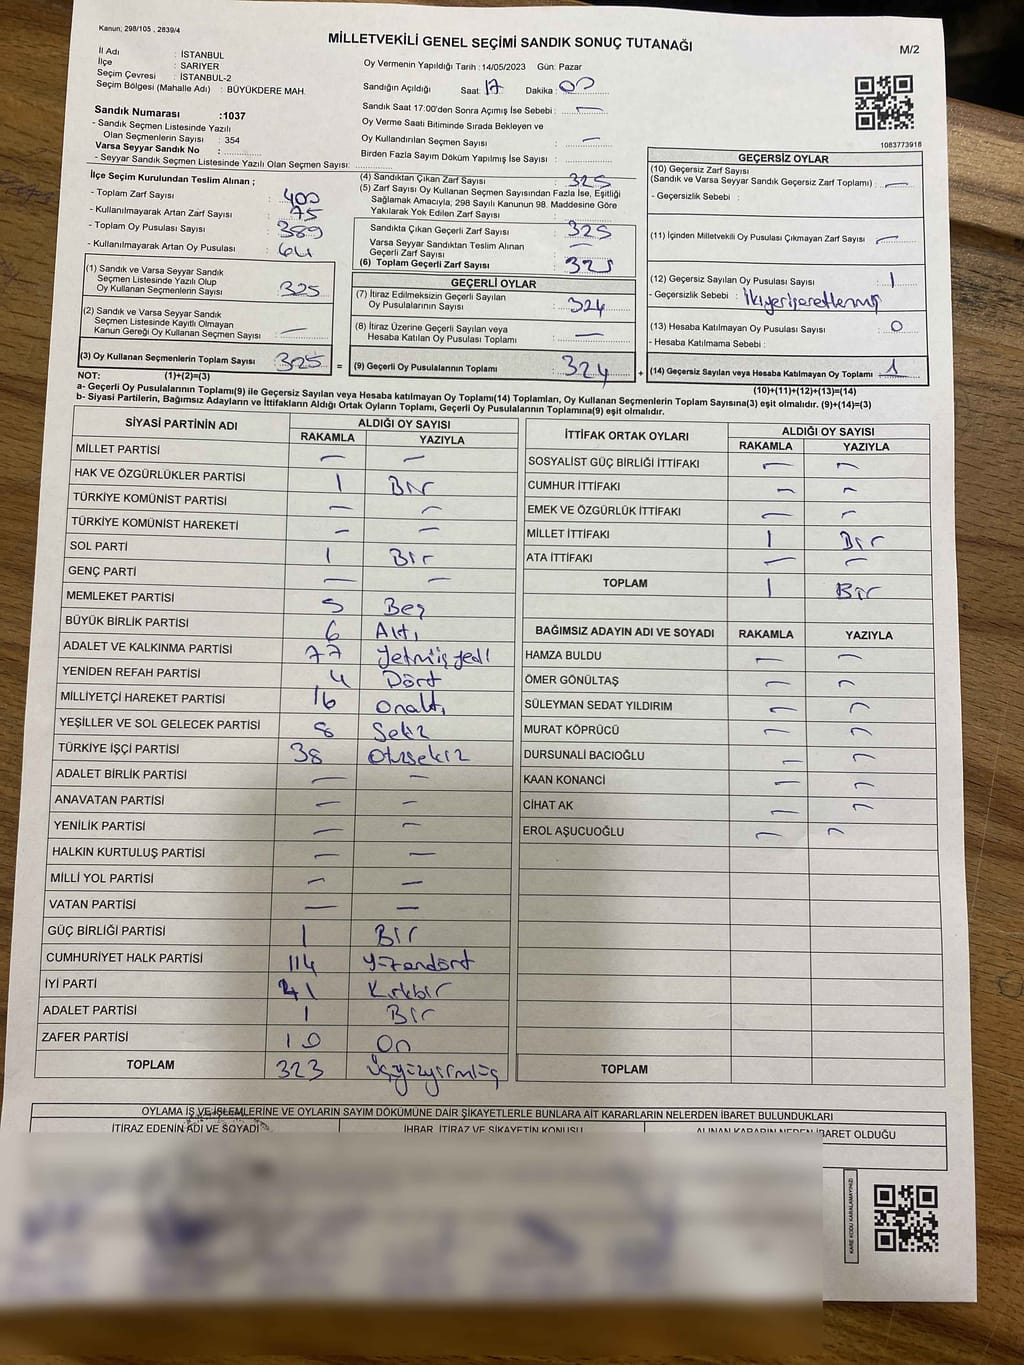 Kanun; 298/105 , 2839/4
MİLLETVEKİLİ GENEL SEÇİMİ SANDIK SONUÇ TUTANAĞI
M/2
İl Adı : İSTANBUL
İlçe : SARIYER
Seçim Çevresi : İSTANBUL-2
Seçim Bölgesi (Mahalle Adı) : BÜYÜKDERE MAH.
Oy Vermenin Yapıldığı Tarih :14/05/2023 Gün: Pazar
Sandığın Açıldığı Saat: 17 Dakika : 00
Sandık Saat 17:00'den Sonra Açımış İse Sebebi : —
Oy Verme Saati Bitiminde Sırada Bekleyen ve
Oy Kullandırılan Seçmen Sayısı : —
Birden Fazla Sayım Döküm Yapılmış İse Sayısı :
Sandık Numarası :1037
- Sandık Seçmen Listesinde Yazılı
Olan Seçmenlerin Sayısı : 354
Varsa Seyyar Sandık No :
- Seyyar Sandık Seçmen Listesinde Yazılı Olan Seçmen Sayısı:
1083773916
İlçe Seçim Kurulundan Teslim Alınan ;
- Toplam Zarf Sayısı : 400
- Kullanılmayarak Artan Zarf Sayısı : 75
- Toplam Oy Pusulası Sayısı : 389
- Kullanılmayarak Artan Oy Pusulası : 64
(1) Sandık ve Varsa Seyyar Sandık
Seçmen Listesinde Yazılı Olup
Oy Kullanan Seçmenlerin Sayısı : 325
(2) Sandık ve Varsa Seyyar Sandık
Seçmen Listesinde Kayıtlı Olmayan
Kanun Gereği Oy Kullanan Seçmen Sayısı : —
(3) Oy Kullanan Seçmenlerin Toplam Sayısı : 325 =
(1)+(2)=(3)
(4) Sandıktan Çıkan Zarf Sayısı : 325
(5) Zarf Sayısı Oy Kullanan Seçmen Sayısından Fazla İse, Eşitliği
Sağlamak Amacıyla; 298 Sayılı Kanunun 98. Maddesine Göre
Yakılarak Yok Edilen Zarf Sayısı :
Sandıkta Çıkan Geçerli Zarf Sayısı : 325
Varsa Seyyar Sandıktan Teslim Alınan
Geçerli Zarf Sayısı : —
(6) Toplam Geçerli Zarf Sayısı : 325
GEÇERLİ OYLAR
(7) İtiraz Edilmeksizin Geçerli Sayılan
Oy Pusulalarının Sayısı : 324
(8) İtiraz Üzerine Geçerli Sayılan veya
Hesaba Katılan Oy Pusulası Toplamı : —
(9) Geçerli Oy Pusulalarının Toplamı : 324 +
GEÇERSİZ OYLAR
(10) Geçersiz Zarf Sayısı
(Sandık ve Varsa Seyyar Sandık Geçersiz Zarf Toplamı) : —
- Geçersizlik Sebebi :
(11) İçinden Milletvekili Oy Pusulası Çıkmayan Zarf Sayısı : —
(12) Geçersiz Sayılan Oy Pusulası Sayısı : 1
- Geçersizlik Sebebi : İki yer işaretlenmiş
(13) Hesaba Katılmayan Oy Pusulası Sayısı : 0
- Hesaba Katılmama Sebebi :
(14) Geçersiz Sayılan veya Hesaba Katılmayan Oy Toplamı : 1
(10)+(11)+(12)+(13)=(14)
NOT:
a- Geçerli Oy Pusulalarının Toplamı(9) ile Geçersiz Sayılan veya Hesaba katılmayan Oy Toplamı(14) Toplamları, Oy Kullanan Seçmenlerin Toplam Sayısına(3) eşit olmalıdır. (9)+(14)=(3)
b- Siyasi Partilerin, Bağımsız Adayların ve İttifakların Aldığı Ortak Oyların Toplamı, Geçerli Oy Pusulalarının Toplamına(9) eşit olmalıdır.
SİYASİ PARTİNİN ADI ALDIĞI OY SAYISI
RAKAMLA YAZIYLA
MİLLET PARTİSİ — —
HAK VE ÖZGÜRLÜKLER PARTİSİ 1 Bir
TÜRKİYE KOMÜNİST PARTİSİ — —
TÜRKİYE KOMÜNİST HAREKETİ — —
SOL PARTİ 1 Bir
GENÇ PARTİ — —
MEMLEKET PARTİSİ 5 Beş
BÜYÜK BİRLİK PARTİSİ 6 Altı
ADALET VE KALKINMA PARTİSİ 77 Yetmişyedi
YENİDEN REFAH PARTİSİ 4 Dört
MİLLİYETÇİ HAREKET PARTİSİ 16 Onaltı
YEŞİLLER VE SOL GELECEK PARTİSİ 8 Sekiz
TÜRKİYE İŞÇİ PARTİSİ 38 Otuzsekiz
ADALET BİRLİK PARTİSİ — —
ANAVATAN PARTİSİ — —
YENİLİK PARTİSİ — —
HALKIN KURTULUŞ PARTİSİ — —
MİLLİ YOL PARTİSİ — —
VATAN PARTİSİ — —
GÜÇ BİRLİĞİ PARTİSİ 1 Bir
CUMHURİYET HALK PARTİSİ 114 Yüzondört
İYİ PARTİ 41 Kırkbir
ADALET PARTİSİ 1 Bir
ZAFER PARTİSİ 10 On
TOPLAM 323 Üçyüzyirmiüç
İTTİFAK ORTAK OYLARI ALDIĞI OY SAYISI
RAKAMLA YAZIYLA
SOSYALİST GÜÇ BİRLİĞİ İTTİFAKI — —
CUMHUR İTTİFAKI — —
EMEK VE ÖZGÜRLÜK İTTİFAKI — —
MİLLET İTTİFAKI 1 Bir
ATA İTTİFAKI — —
TOPLAM 1 Bir
BAĞIMSIZ ADAYIN ADI VE SOYADI RAKAMLA YAZIYLA
HAMZA BULDU — —
ÖMER GÖNÜLTAŞ — —
SÜLEYMAN SEDAT YILDIRIM — —
MURAT KÖPRÜCÜ — —
DURSUNALİ BACIOĞLU — —
KAAN KONANCİ — —
CİHAT AK — —
EROL AŞUCUOĞLU — —
TOPLAM
OYLAMA İŞ VE İŞLEMLERİNE VE OYLARIN SAYIM DÖKÜMÜNE DAİR ŞİKAYETLERLE BUNLARA AİT KARARLARIN NELERDEN İBARET BULUNDUKLARI
İTİRAZ EDENİN ADI VE SOYADI İHBAR, İTİRAZ VE ŞİKAYETİN KONUSU ALINAN KARARIN NEDEN İBARET OLDUĞU
KARE KODU KARALAMAYINIZ!